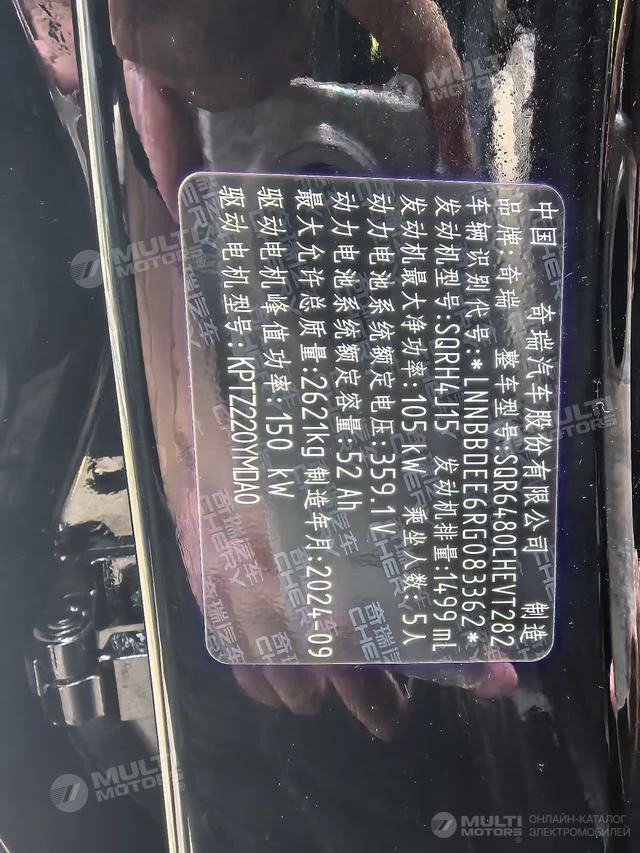 中国 奇瑞汽车股份有限公司 制造
品牌:奇瑞 整车型号:SQR6480CHEVT282
车辆识别代号:*LNNBBDEE6RG083362*
发动机型号:SQRH4J15 发动机排量:1499 mL
发动机最大净功率:105 kW 乘坐人数:5人
动力电池系统额定电压:359.1 V
动力电池系统额定容量:52 Ah
最大允许总质量:2621kg 制造年月:2024-09
驱动电机峰值功率:150 kW
驱动电机型号:KPTZ220YMDA0
奇瑞汽车
CHERY
MULTI
MOTORS
MULTI MOTORS
ОНЛАЙН-КАТАЛОГ
ЭЛЕКТРОМОБИЛЕЙ